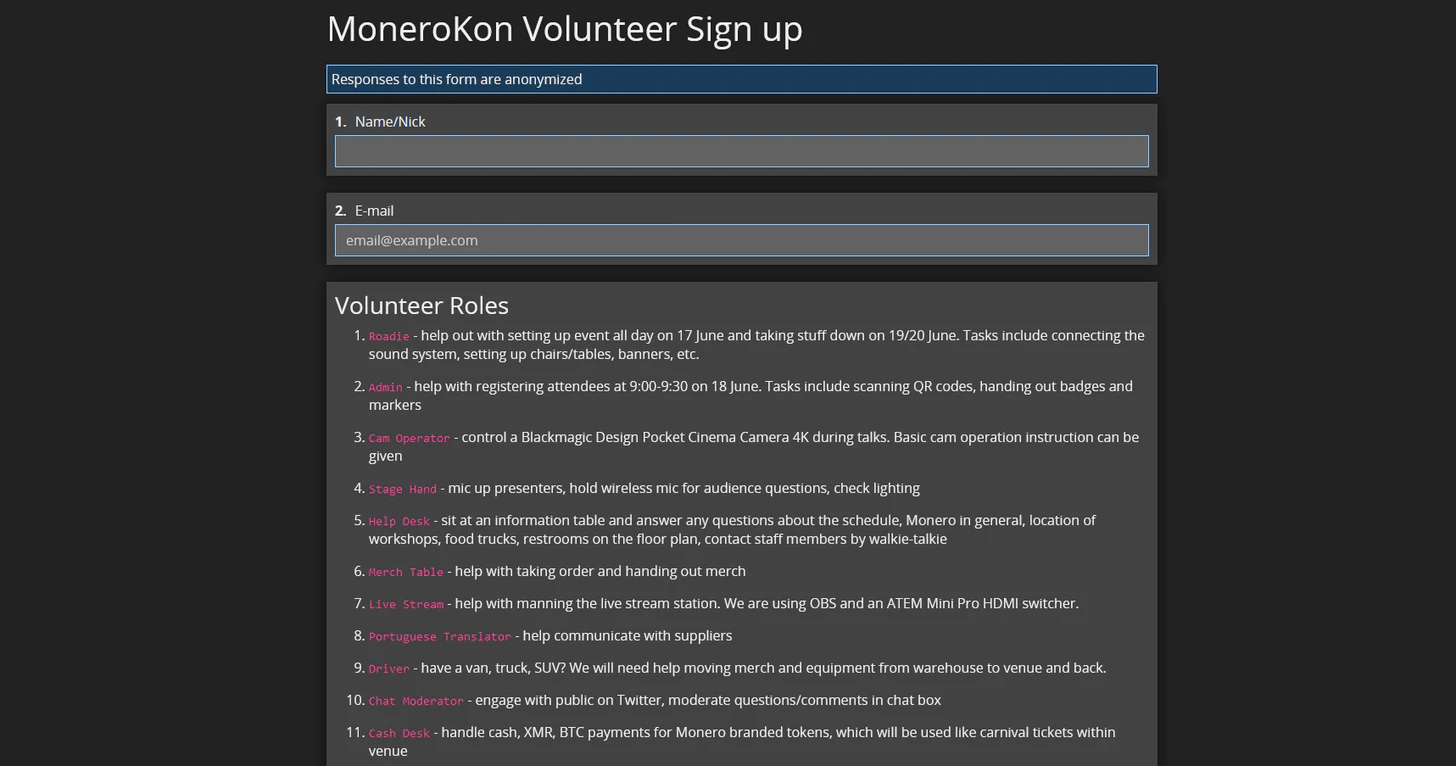 MoneroKon Volunteer Sign up
Responses to this form are anonymized
1. Name/Nick
2. E-mail
email@example.com
Volunteer Roles
1. Roadie - help out with setting up event all day on 17 June and taking stuff down on 19/20 June. Tasks include connecting the
sound system, setting up chairs/tables, banners, etc.
2. Admin - help with registering attendees at 9:00-9:30 on 18 June. Tasks include scanning QR codes, handing out badges and
markers
3. Cam Operator - control a Blackmagic Design Pocket Cinema Camera 4K during talks. Basic cam operation instruction can be
given
4. Stage Hand - mic up presenters, hold wireless mic for audience questions, check lighting
5. Help Desk - sit at an information table and answer any questions about the schedule, Monero in general, location of
workshops, food trucks, restrooms on the floor plan, contact staff members by walkie-talkie
6. Merch Table - help with taking order and handing out merch
7. Live Stream - help with manning the live stream station. We are using OBS and an ATEM Mini Pro HDMI switcher.
8. Portuguese Translator - help communicate with suppliers
9. Driver - have a van, truck, SUV? We will need help moving merch and equipment from warehouse to venue and back.
10. Chat Moderator - engage with public on Twitter, moderate questions/comments in chat box
11. Cash Desk - handle cash, XMR, BTC payments for Monero branded tokens, which will be used like carnival tickets within
venue